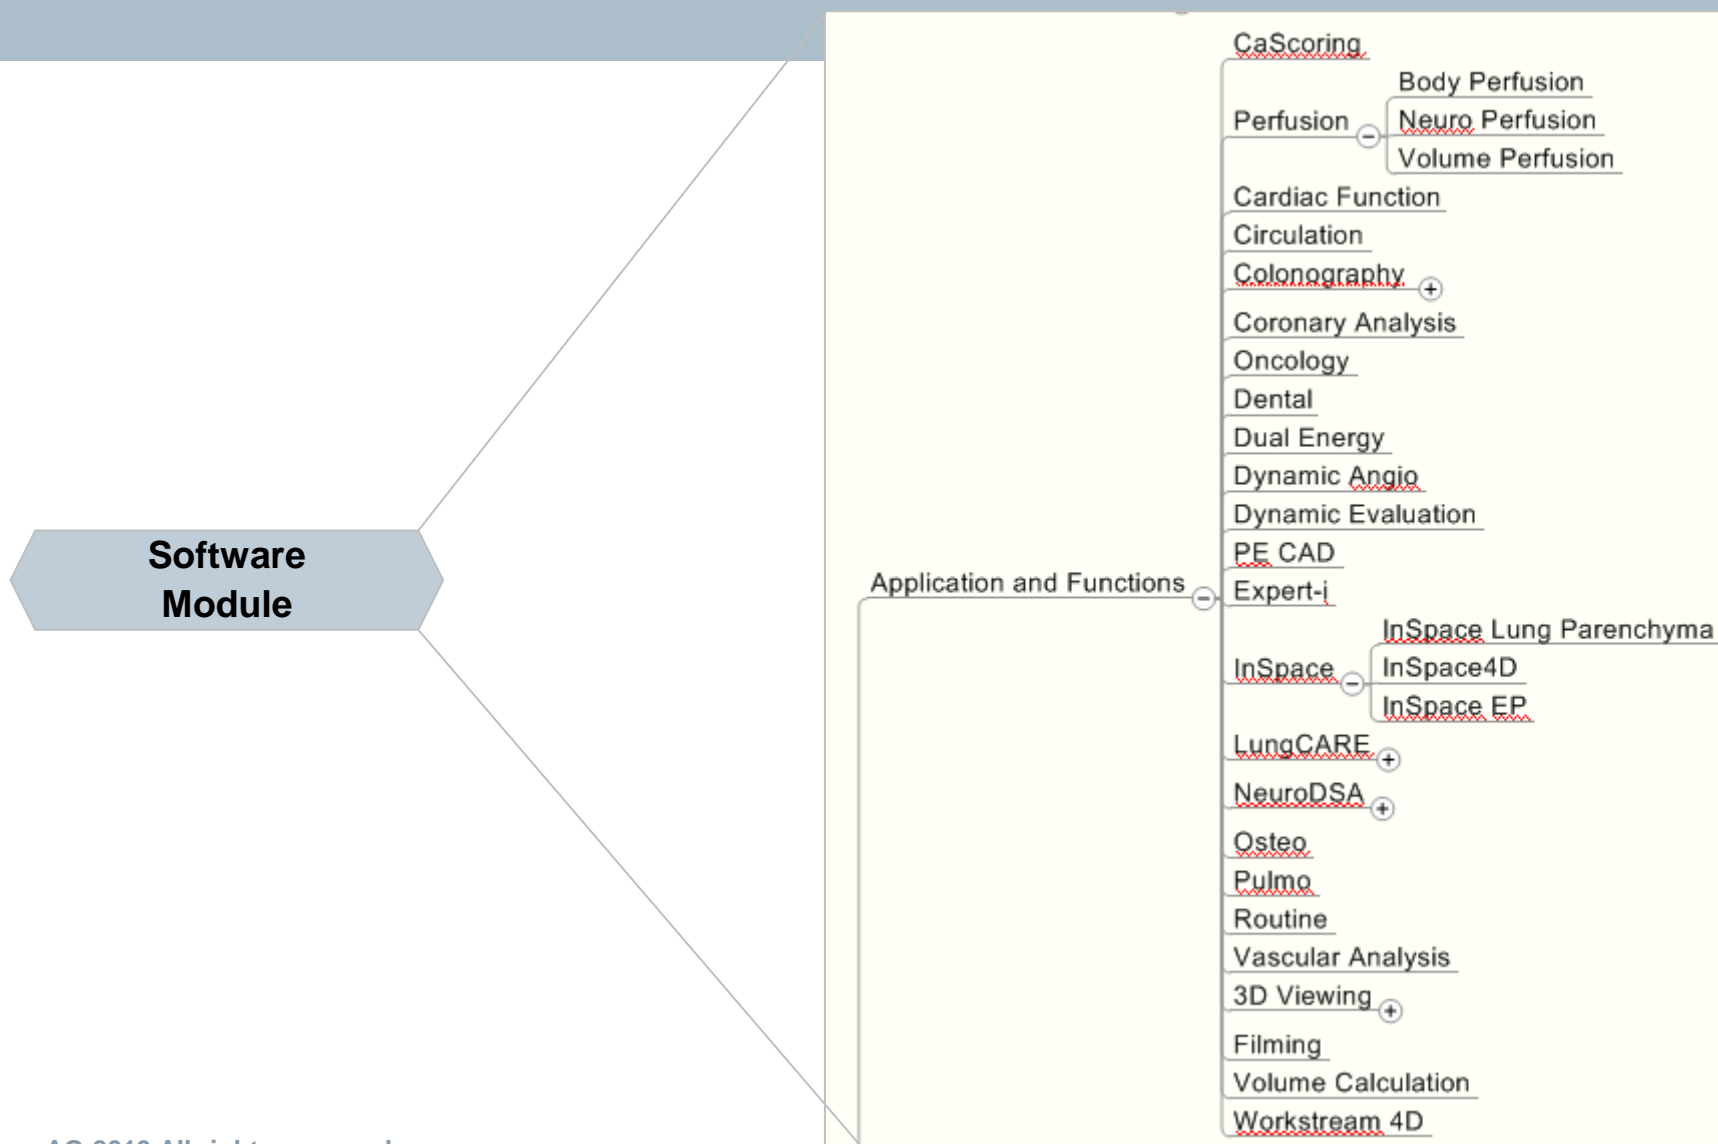 Software
Module
Application and Functions
CaScoring
Perfusion
Body Perfusion
Neuro Perfusion
Volume Perfusion
Cardiac Function
Circulation
Colonography
Coronary Analysis
Oncology
Dental
Dual Energy
Dynamic Angio
Dynamic Evaluation
PE CAD
Expert-i
InSpace
InSpace Lung Parenchyma
InSpace4D
InSpace EP
LungCARE
NeuroDSA
Osteo
Pulmo
Routine
Vascular Analysis
3D Viewing
Filming
Volume Calculation
Workstream 4D